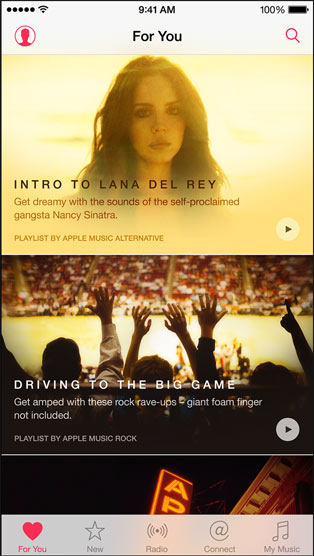 9:41 AM
100%
For You
INTRO TO LANA DEL REY
Get dreamy with the sounds of the self-proclaimed
gangsta Nancy Sinatra.
PLAYLIST BY APPLE MUSIC ALTERNATIVE
DRIVING TO THE BIG GAME
Get amped with these rock rave-ups – giant foam finger
not included.
PLAYLIST BY APPLE MUSIC ROCK
AP
For You
New
Radio
Connect
My Music